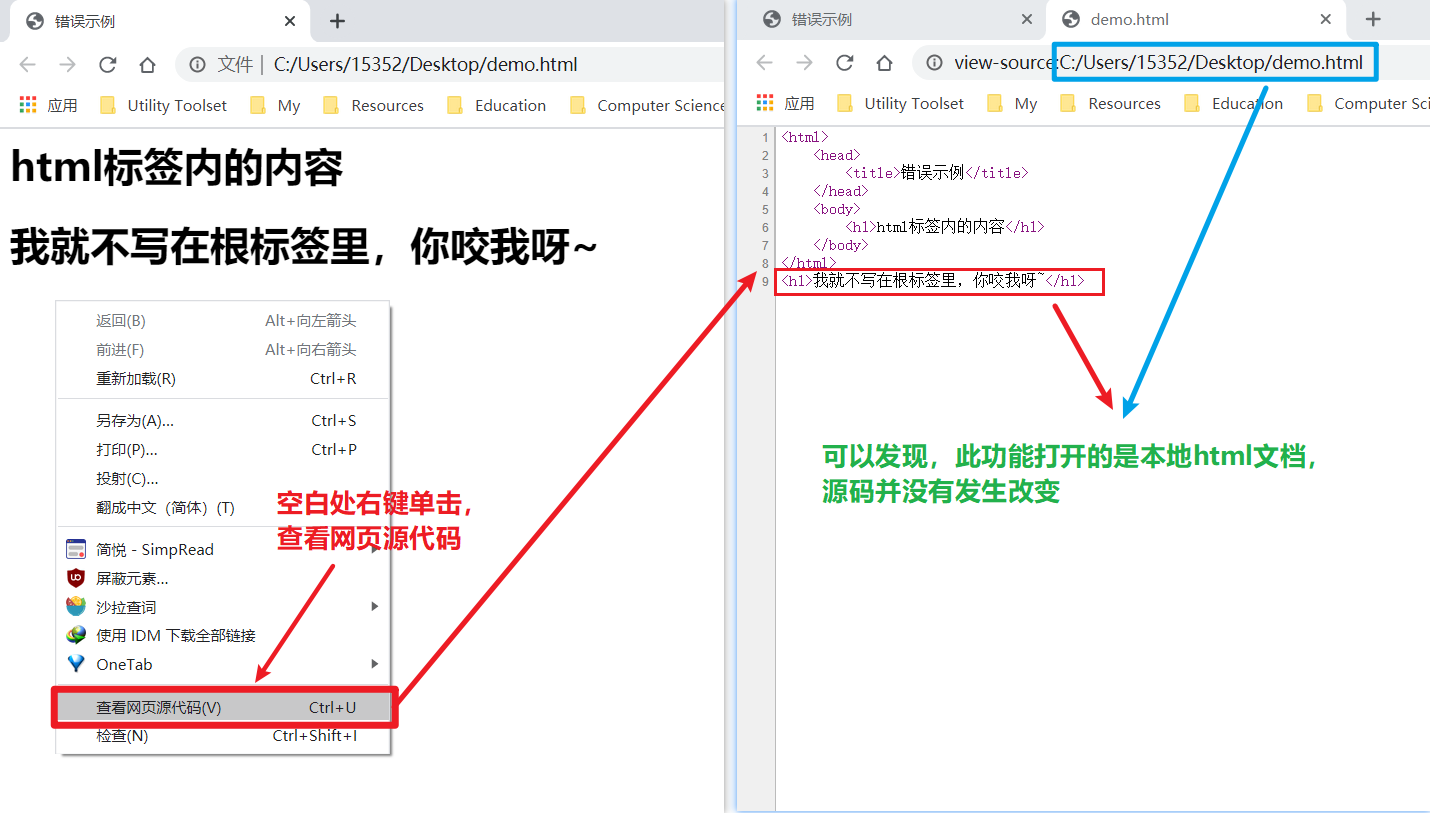 错误示例
文件 | C:/Users/15352/Desktop/demo.html
应用 Utility Toolset My Resources Education Computer Science
html标签内的内容
我就不写在根标签里，你咬我呀~
返回(B) Alt+向左箭头
前进(F) Alt+向右箭头
重新加载(R) Ctrl+R
另存为(A)... Ctrl+S
打印(P)... Ctrl+P
投射(C)...
翻成中文（简体）(T)
简悦 - SimpRead
屏蔽元素...
沙拉查词
使用 IDM 下载全部链接
OneTab
查看网页源代码(V) Ctrl+U
检查(N) Ctrl+Shift+I
空白处右键单击，
查看网页源代码
错误示例 demo.html
view-source:C:/Users/15352/Desktop/demo.html
应用 Utility Toolset My Resources Education Computer Sci
1 <html>
2 <head>
3 <title>错误示例</title>
4 </head>
5 <body>
6 <h1>html标签内的内容</h1>
7 </body>
8 </html>
9 <h1>我就不写在根标签里，你咬我呀~</h1>
可以发现，此功能打开的是本地html文档，
源码并没有发生改变